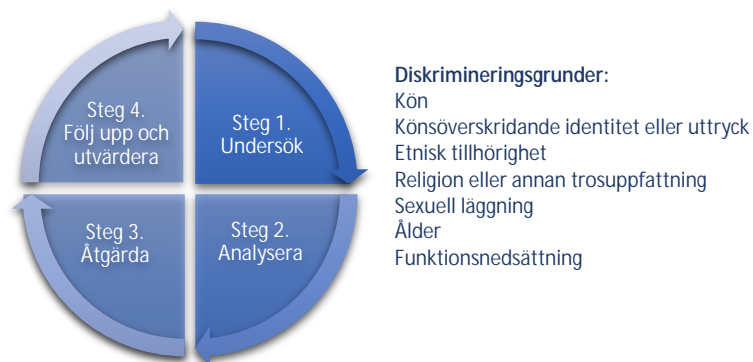 Steg 4.
Följ upp och
utvärdera
Steg 1.
Undersök
Steg 3.
Åtgärda
Steg 2.
Analysera
Diskrimineringsgrunder:
Kön
Könsöverskridande identitet eller uttryck
Etnisk tillhörighet
Religion eller annan trosuppfattning
Sexuell läggning
Ålder
Funktionsnedsättning